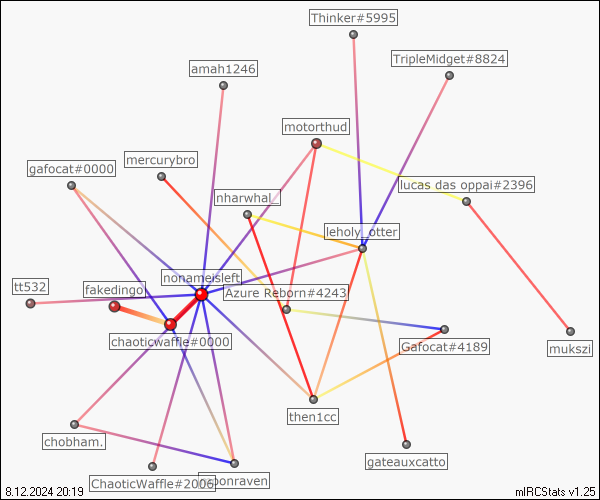 Thinker#5995
TripleMidget#8824
amah1246
motorthud
mercurybro
gafocat#0000
lucas das oppai#2396
nharwhal_
leholy_otter
nonameisleft
tt532
fakedingo
Azure Reborn#4243
chaoticwaffle#0000
Gafocat#4189
mukszi
then1cc
chobham.
gateauxcatto
ChaoticWaffle#2006
8.12.2024 20:19
mIRCStats v1.25